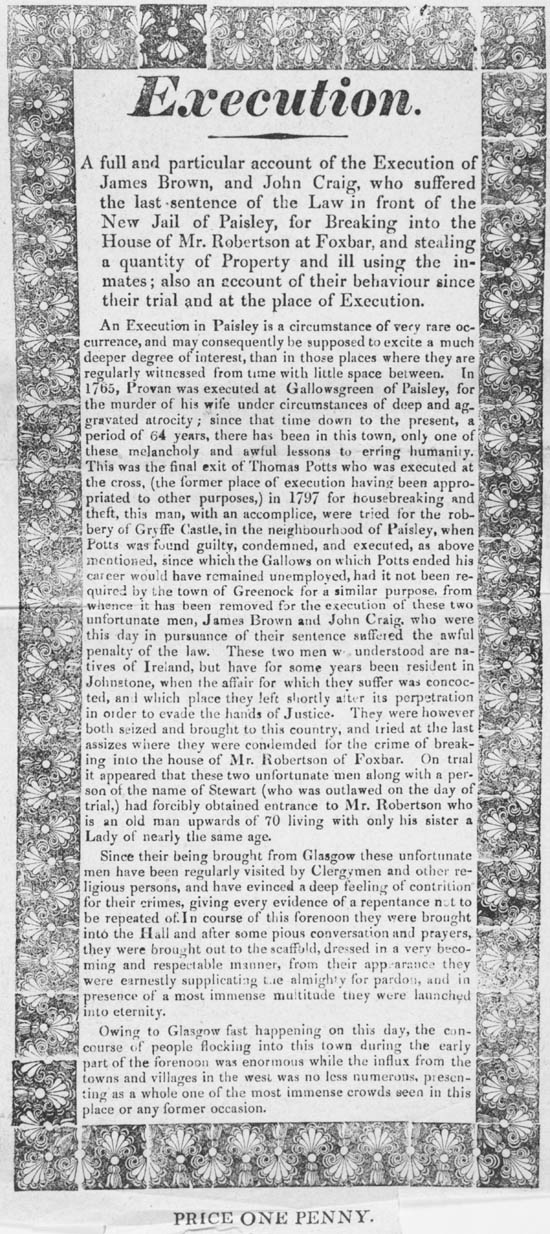 Execution.
A full and particular account of the Execution of
James Brown, and John Craig, who suffered
the last sentence of the Law in front of the
New Jail of Paisley, for Breaking into the
House of Mr. Robertson at Foxbar, and stealing
a quantity of Property and ill using the in-
mates; also an account of their behaviour since
their trial and at the place of Execution.
An Execution in Paisley is a circumstance of very rare oc-
currence, and may consequently be supposed to excite a much
deeper degree of interest, than in those places where they are
regularly witnessed from time with little space between. In
1765, Provan was executed at Gallowsgreen of Paisley, for
the murder of his wife under circumstances of deep and ag-
gravated atrocity; since that time down to the present, a
period of 64 years, there has been in this town, only one of
these melancholy and awful lessons to erring humanity.
This was the final exit of Thomas Potts who was executed at
the cross, (the former place of execution having been appro-
priated to other purposes,) in 1797 for housebreaking and
theft, this man, with an accomplice, were tried for the rob-
bery of Gryffe Castle, in the neighbourhood of Paisley, when
Potts was found guilty, condemned, and executed, as above
mentioned, since which the Gallows on which Potts ended his
career would have remained unemployed, had it not been re-
quired by the town of Greenock for a similar purpose, from
whence it has been removed for the execution of these two
unfortunate men, James Brown and John Craig, who were
this day in pursuance of their sentence suffered the awful
penalty of the law. These two men w understood are na-
tives of Ireland, but have for some years been resident in
Johnstone, when the affair for which they suffer was concoc-
ted, and which place they left shortly after its perpetration
in order to evade the hands of Justice. They were however
both seized and brought to this country, and tried at the last
assizes where they were condemded for the crime of break-
ing into the house of Mr. Robertson of Foxbar. On trial
it appeared that these two unfortunate men along with a per-
son of the name of Stewart (who was outlawed on the day of
trial,) had forcibly obtained entrance to Mr. Robertson who
is an old man upwards of 70 living with only his sister a
Lady of nearly the same age.
Since their being brought from Glasgow these unfortunate
men have been regularly visited by Clergymen and other re-
ligious persons, and have evinced a deep feeling of contrition
for their crimes, giving every evidence of a repentance not to
be repeated of. In course of this forenoon they were brought
into the Hall and after some pious conversation and prayers,
they were brought out to the scaffold, dressed in a very beco-
ming and respectable manner, from their appearance they
were earnestly supplicating the almighty for pardon, and in
presence of a most immense multitude they were launched
into eternity.
Owing to Glasgow fast happening on this day, the con-
course of people flocking into this town during the early
part of the forenoon was enormous while the influx from the
towns and villages in the west was no less numerous, presen-
ting as a whole one of the most immense crowds seen in this
place or any former occasion.
PRICE ONE PENNY.